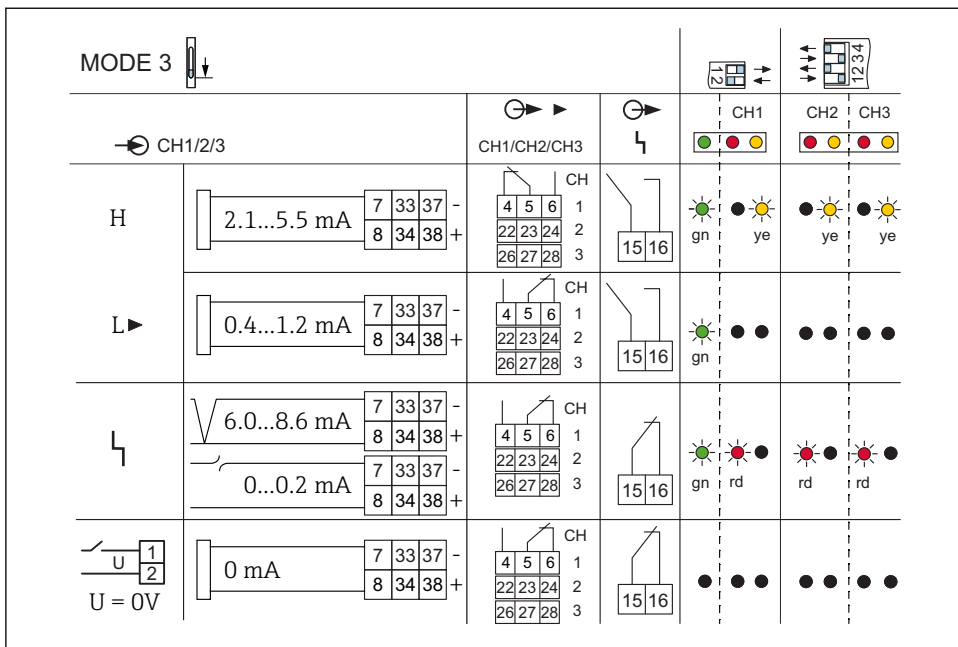 MODE 3
1 2
1 2 3 4
CH1/2/3
CH1/CH2/CH3
CH1
CH2
CH3
H
2.1...5.5 mA
7 33 37 -
8 34 38 +
CH
4 5 6 1
22 23 24 2
26 27 28 3
15 16
gn
ye
ye
ye
L
0.4...1.2 mA
7 33 37 -
8 34 38 +
CH
4 5 6 1
22 23 24 2
26 27 28 3
15 16
gn
6.0...8.6 mA
7 33 37 -
8 34 38 +
0...0.2 mA
7 33 37 -
8 34 38 +
CH
4 5 6 1
22 23 24 2
26 27 28 3
15 16
gn
rd
rd
rd
U
1
2
U = 0V
0 mA
7 33 37 -
8 34 38 +
CH
4 5 6 1
22 23 24 2
26 27 28 3
15 16